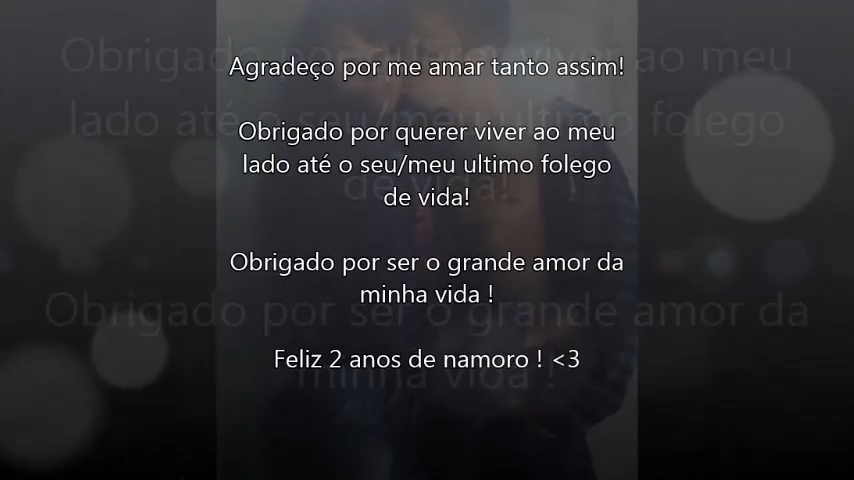 Agradeço por me amar tanto assim!
Obrigado por querer viver ao meu
lado até o seu/meu ultimo folego
de vida!
Obrigado por ser o grande amor da
minha vida !
Feliz 2 anos de namoro ! <3